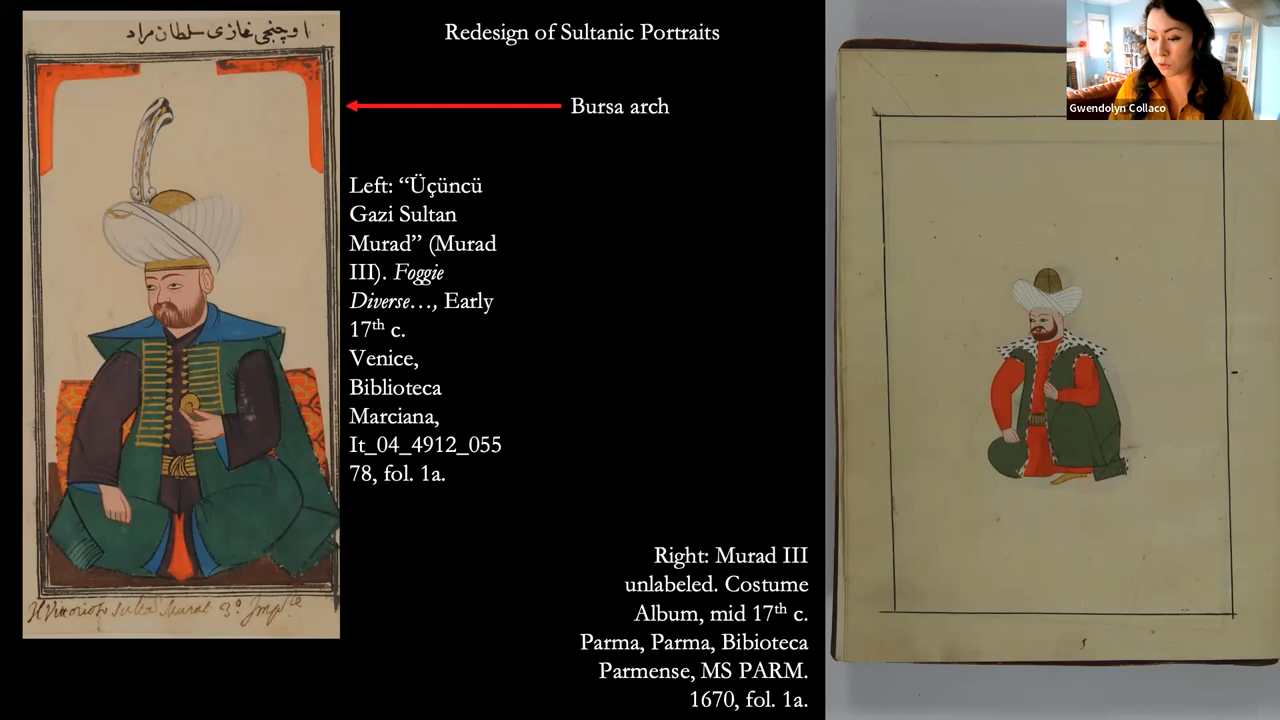 اوچنجی غازی سلطان مراد
Redesign of Sultanic Portraits
Gwendolyn Collaco
Bursa arch
Left: “Üçüncü
Gazi Sultan
Murad” (Murad
III). Foggie
Diverse…, Early
17th c.
Venice,
Biblioteca
Marciana,
It_04_4912_055
78, fol. 1a.
Right: Murad III
unlabeled. Costume
Album, mid 17th c.
Parma, Parma, Bibioteca
Parmense, MS PARM.
1670, fol. 1a.
Murat 3º